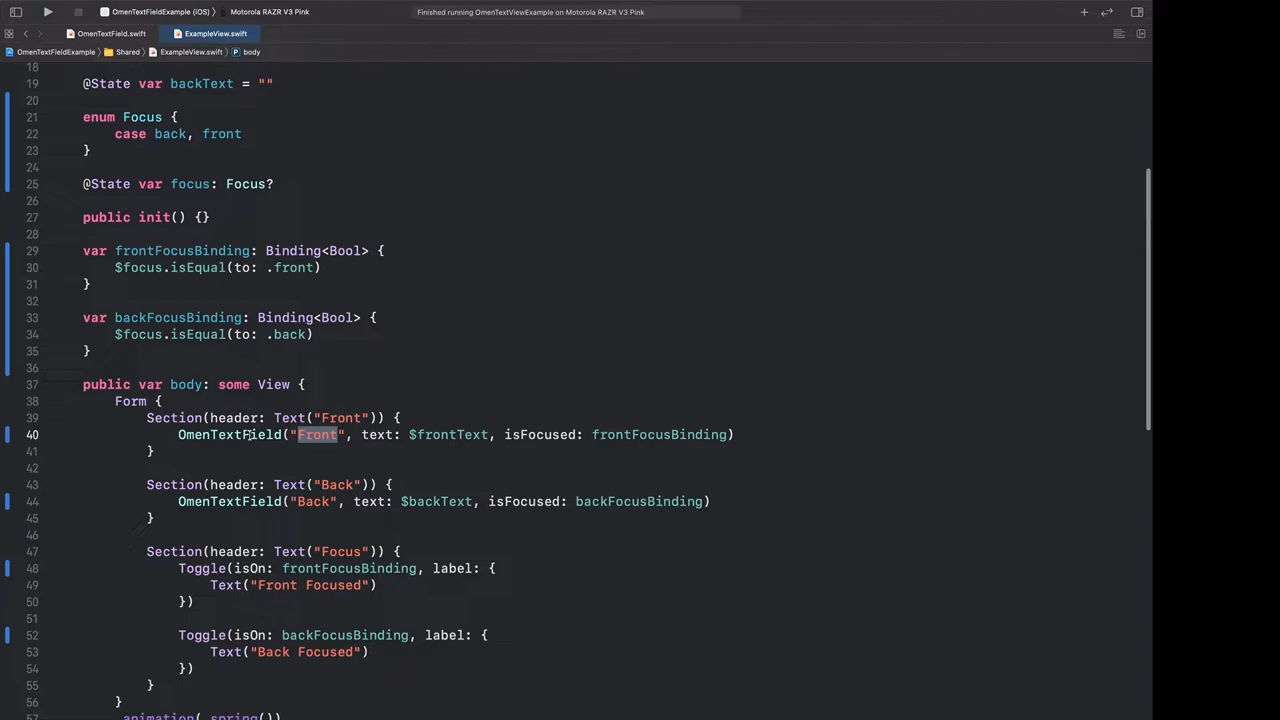 OmenTextFieldExample (iOS) 〉 Motorola RAZR V3 Pink
Finished running OmenTextViewExample on Motorola RAZR V3 Pink
OmenTextField.swift
ExampleView.swift
OmenTextFieldExample 〉 Shared 〉 ExampleView.swift 〉 P body
18
19 @State var backText = ""
20
21 enum Focus {
22 case back, front
23 }
24
25 @State var focus: Focus?
26
27 public init() {}
28
29 var frontFocusBinding: Binding<Bool> {
30 $focus.isEqual(to: .front)
31 }
32
33 var backFocusBinding: Binding<Bool> {
34 $focus.isEqual(to: .back)
35 }
36
37 public var body: some View {
38 Form {
39 Section(header: Text("Front")) {
40 OmenTextField("Front", text: $frontText, isFocused: frontFocusBinding)
41 }
42
43 Section(header: Text("Back")) {
44 OmenTextField("Back", text: $backText, isFocused: backFocusBinding)
45 }
46
47 Section(header: Text("Focus")) {
48 Toggle(isOn: frontFocusBinding, label: {
49 Text("Front Focused")
50 })
51
52 Toggle(isOn: backFocusBinding, label: {
53 Text("Back Focused")
54 })
55 }
56 }
57 .animation(.spring())